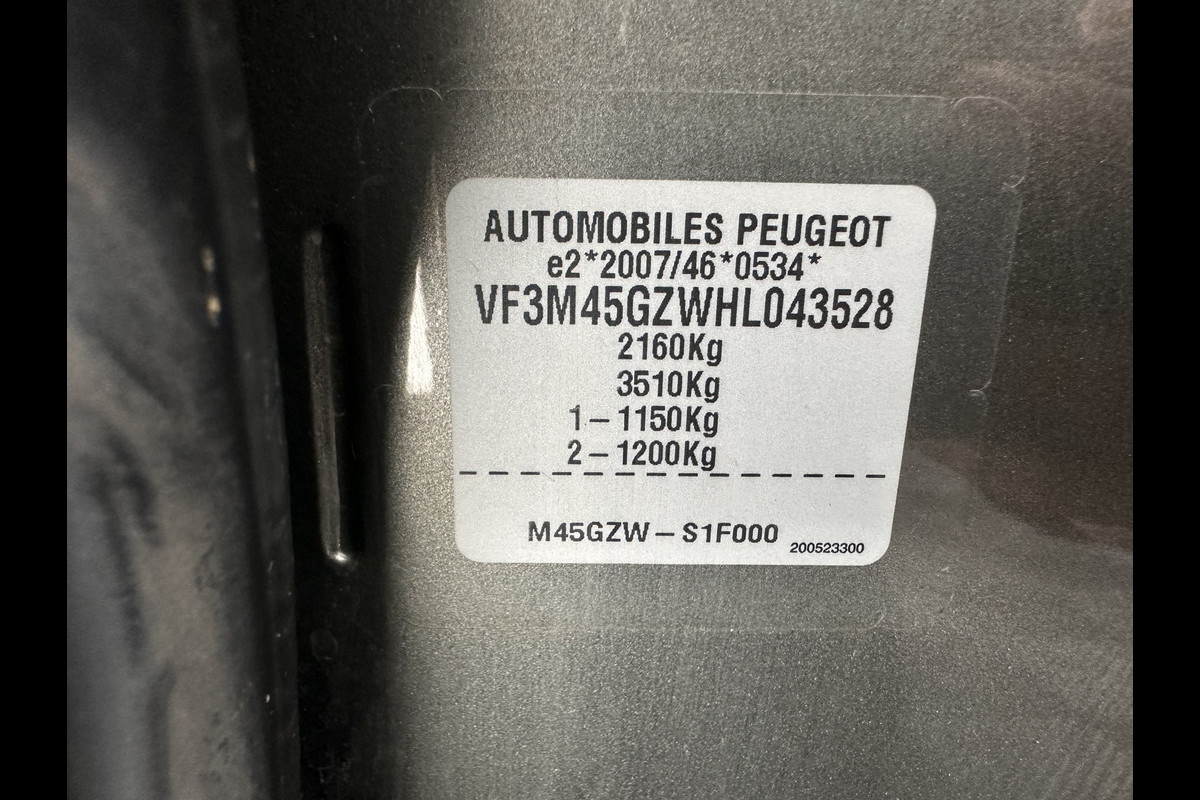 AUTOMOBILES PEUGEOT
e2*2007/46*0534*
VF3M45GZWHL043528
2160Kg
3510Kg
1 – 1150Kg
2 – 1200Kg
M45GZW – S1F000
200523300